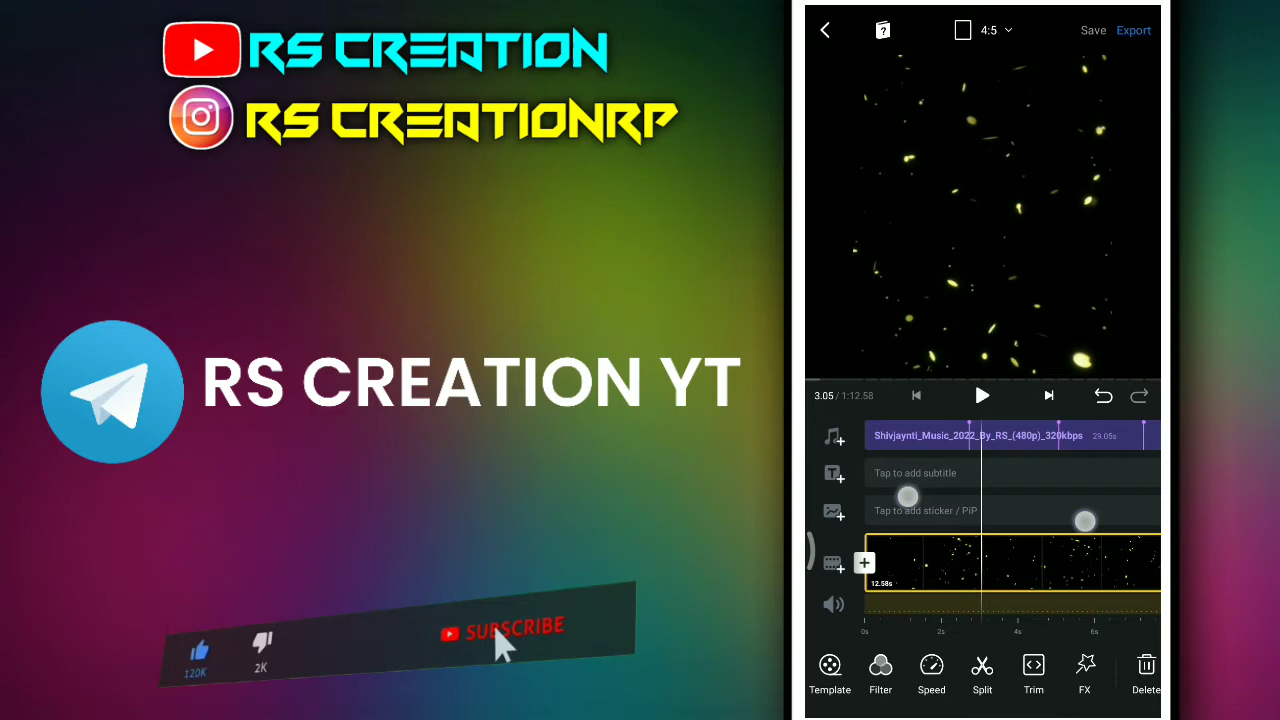 RS CREATION
RS CREATIONRP
RS CREATION YT
120K
2K
SUBSCRIBE
?
4:5
Save
Export
3.05 / 1:12.58
Shivjaynti_Music_2022_By_RS_(480p)_320kbps
29.05s
Tap to add subtitle
Tap to add sticker / PiP
12.58s
0s
2s
4s
6s
Template
Filter
Speed
Split
Trim
FX
Delete